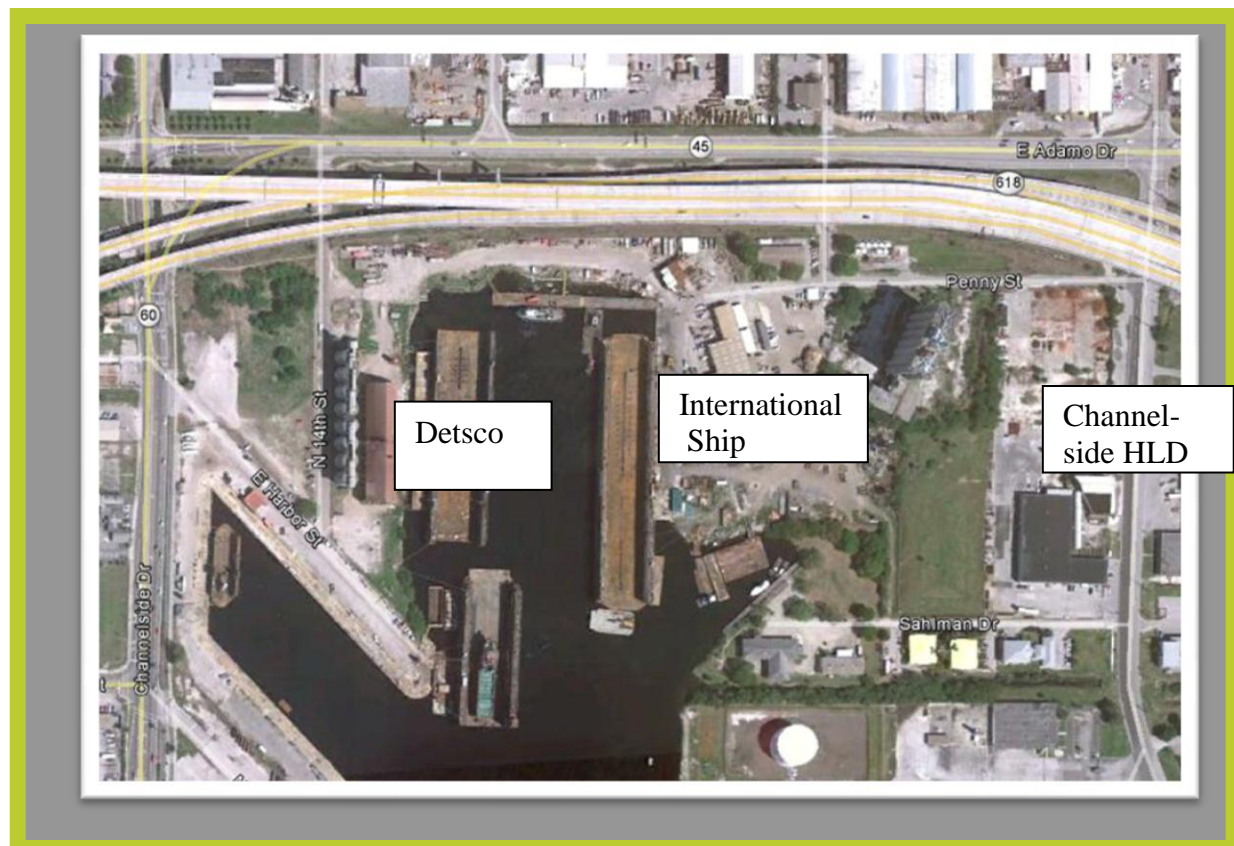 45
E Adamo Dr
618
Penny St
60
N 14th St
Detsco
International
Ship
Channel-
side HLD
E Harbor St
Channelside Dr
Sahlman Dr
t